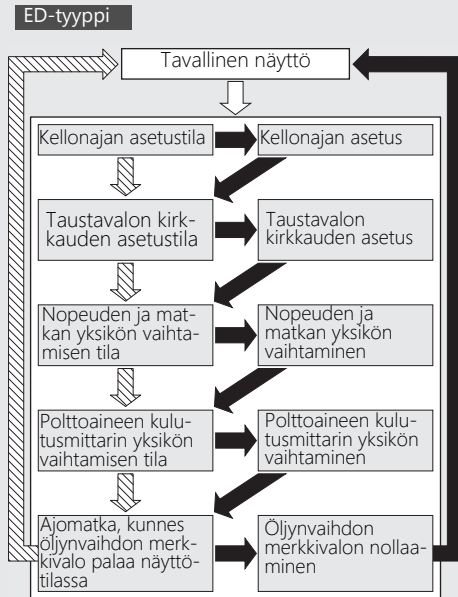 ED-tyyppi
Tavallinen näyttö
Kellonajan asetustila
Kellonajan asetus
Taustavalon kirk-
kauden asetustila
Taustavalon
kirkkauden asetus
Nopeuden ja mat-
kan yksikön vaihta-
misen tila
Nopeuden ja
matkan yksikön
vaihtaminen
Polttoaineen kulu-
tusmittarin yksikön
vaihtamisen tila
Polttoaineen kulu-
tusmittarin yksikön
vaihtaminen
Ajomatka, kunnes
öljynvaihdon merk-
kivalo palaa näyttö-
tilassa
Öljynvaihdon
merkkivalon nollaa-
minen